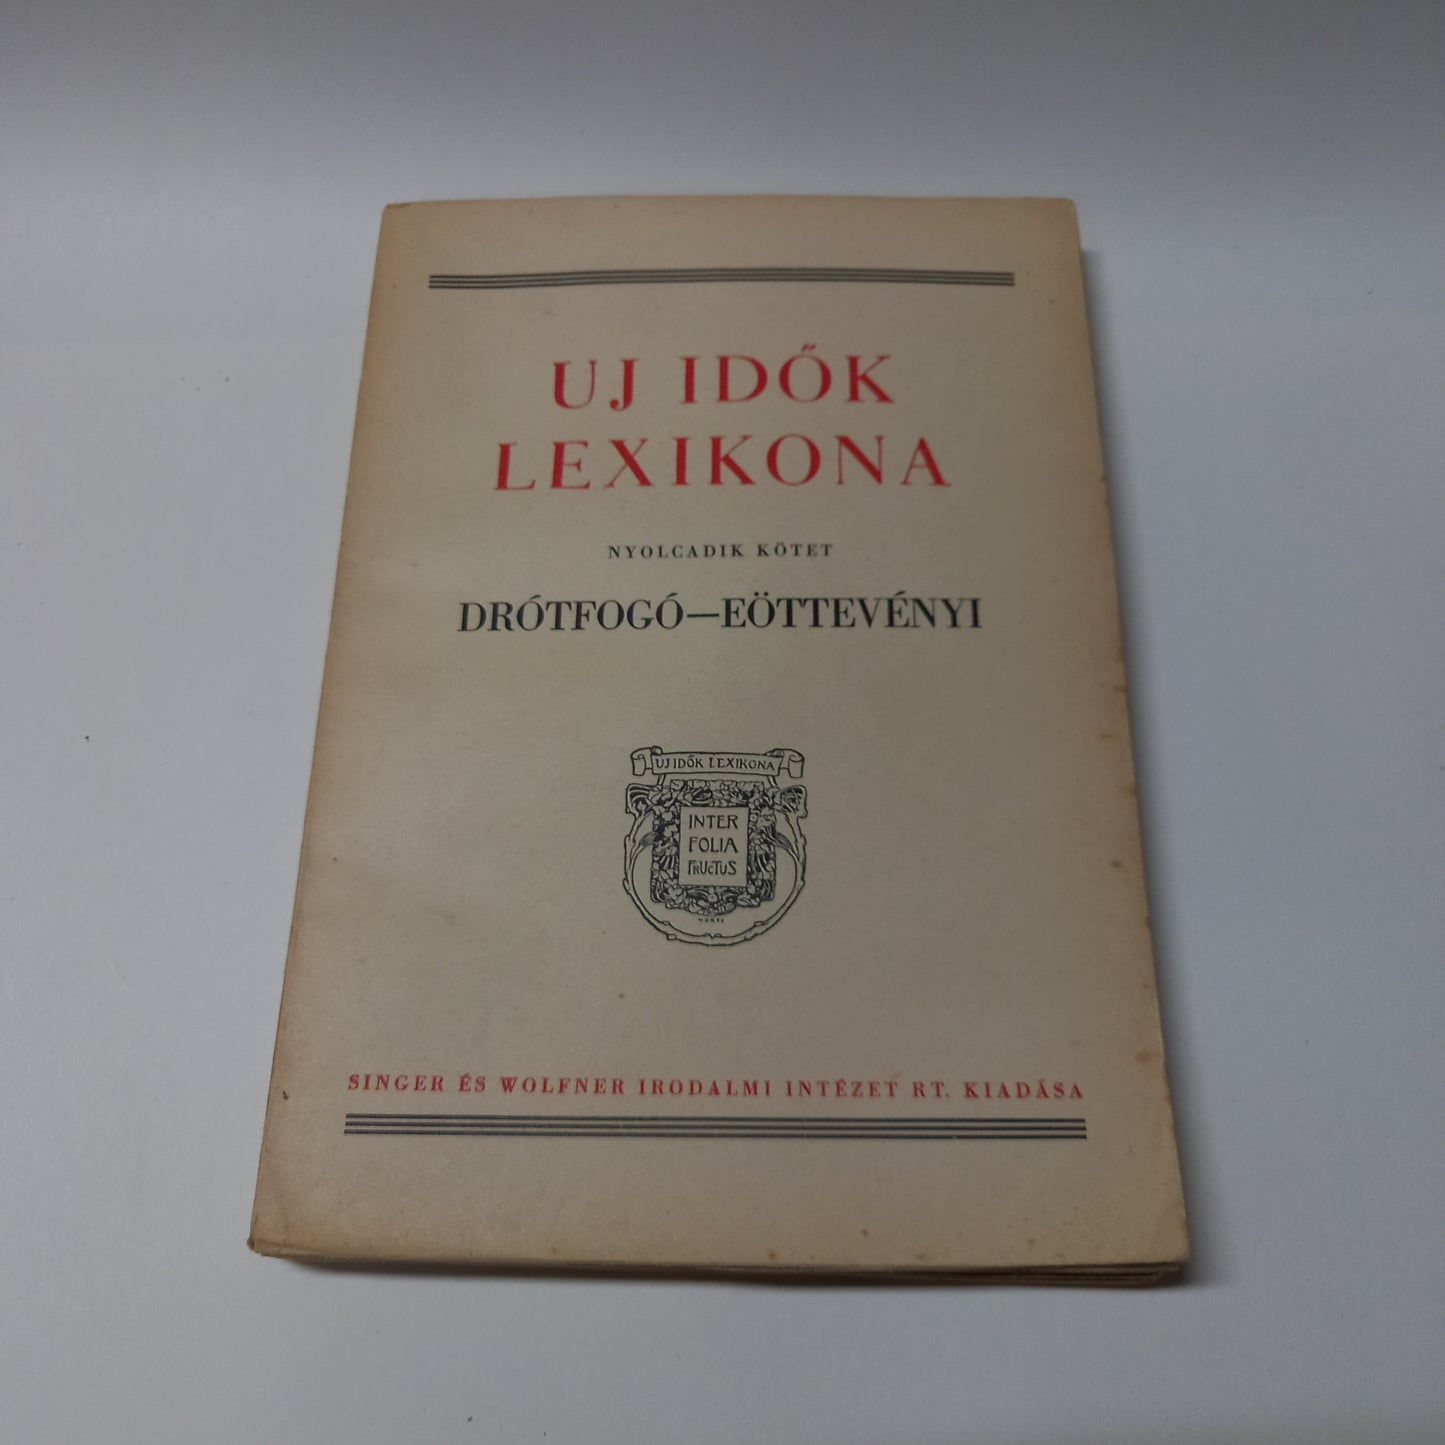 UJ IDŐK
LEXIKONA
NYOLCADIK KÖTET
DRÓTFOGÓ—EÖTTEVÉNYI
UJ IDŐK LEXIKONA
INTER
FOLIA
FRUCTUS
SINGER ÉS WOLFNER IRODALMI INTÉZET RT. KIADÁSA